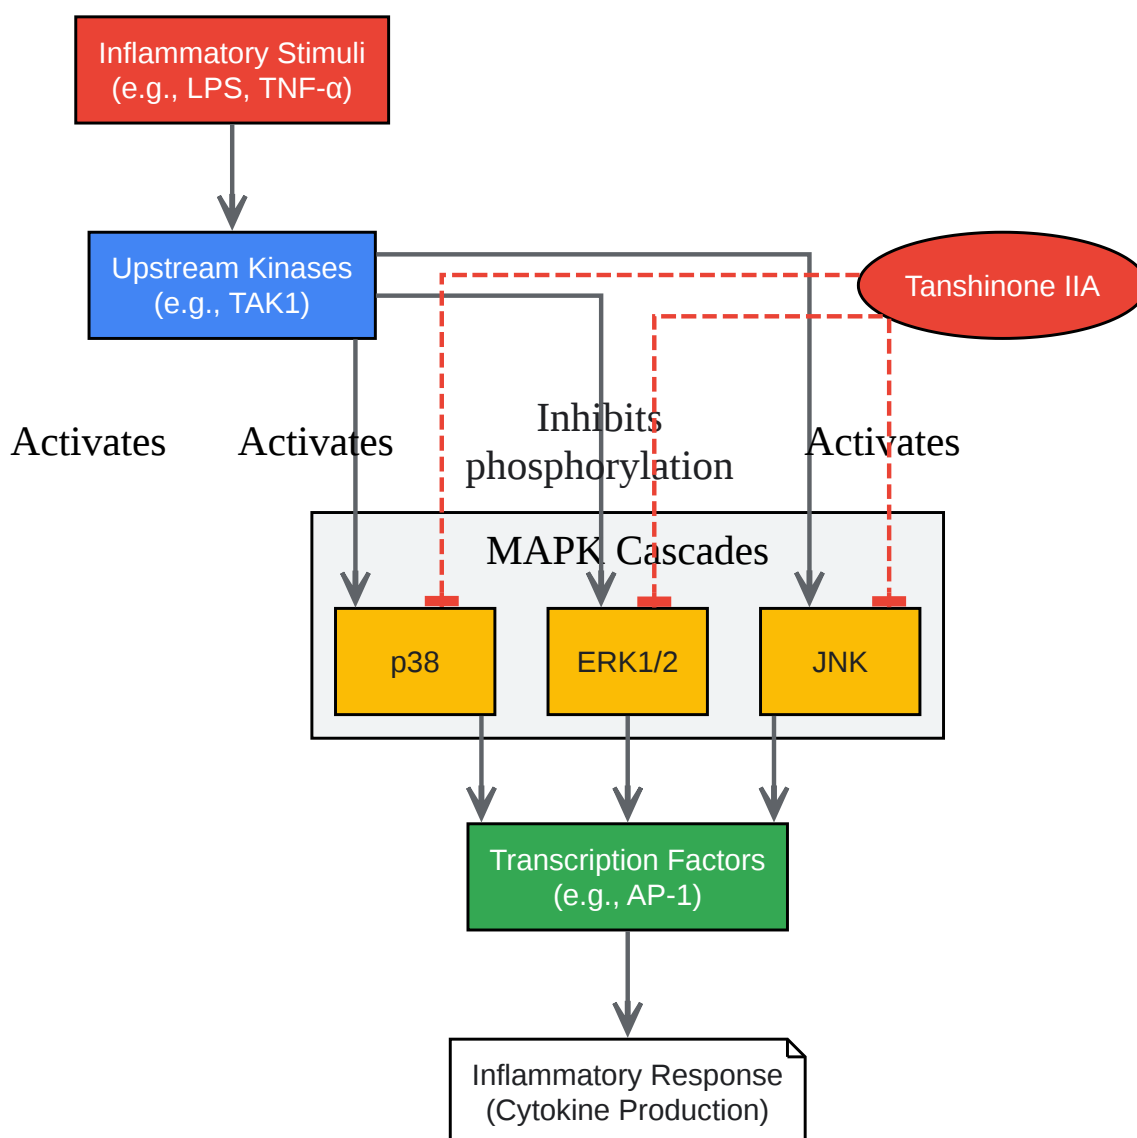 Inflammatory Stimuli
(e.g., LPS, TNF-α)
Upstream Kinases
(e.g., TAK1)
Tanshinone IIA
Activates
Activates
Inhibits
phosphorylation
Activates
MAPK Cascades
p38
ERK1/2
JNK
Transcription Factors
(e.g., AP-1)
Inflammatory Response
(Cytokine Production)